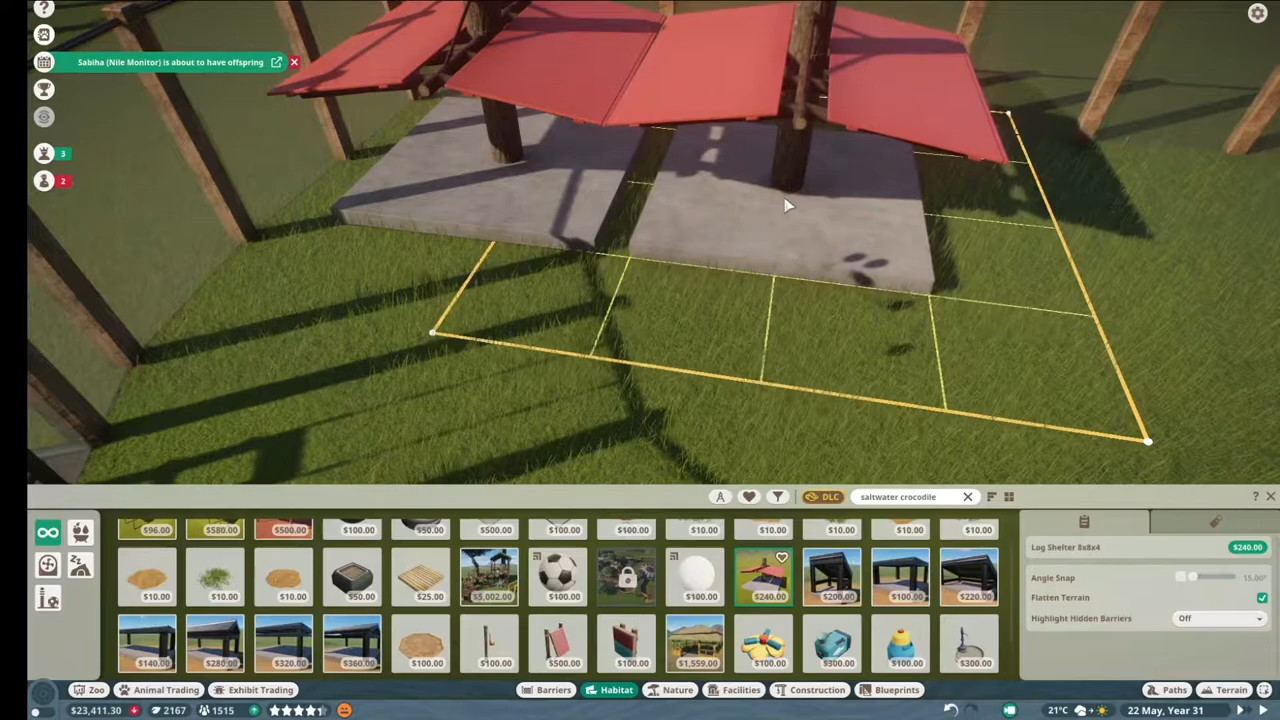 ?
Sabiha (Nile Monitor) is about to have offspring
3
2
DLC
saltwater crocodile
?
$96.00 $580.00 $500.00 $100.00 $50.00 $500.00 $100.00 $600.00 $10.00 $10.00 $10.00 $10.00 $10.00
$10.00 $10.00 $10.00 $50.00 $25.00 $5,002.00 $100.00 $100.00 $240.00 $200.00 $100.00 $220.00
$140.00 $280.00 $320.00 $360.00 $100.00 $100.00 $500.00 $100.00 $1,559.00 $100.00 $300.00 $100.00 $300.00
Log Shelter 8x8x4 $240.00
Angle Snap 15.00°
Flatten Terrain
Highlight Hidden Barriers Off
Zoo Animal Trading Exhibit Trading Barriers Habitat Nature Facilities Construction Blueprints Paths Terrain
$23,411.30 2167 1515 21°C 22 May, Year 31